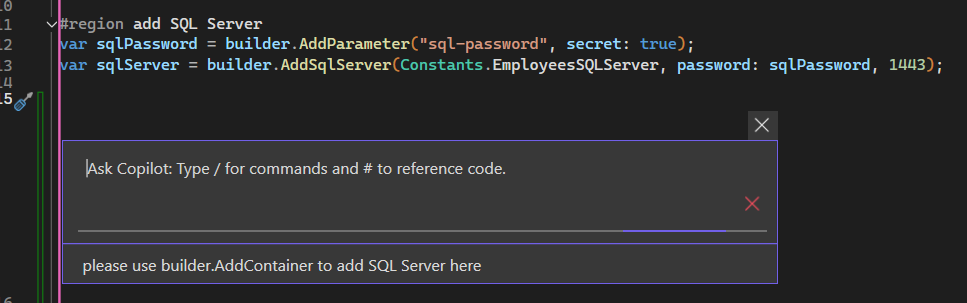 10
11 #region add SQL Server
12 var sqlPassword = builder.AddParameter("sql-password", secret: true);
13 var sqlServer = builder.AddSqlServer(Constants.EmployeesSQLServer, password: sqlPassword, 1443);
14
15
Ask Copilot: Type / for commands and # to reference code.
please use builder.AddContainer to add SQL Server here